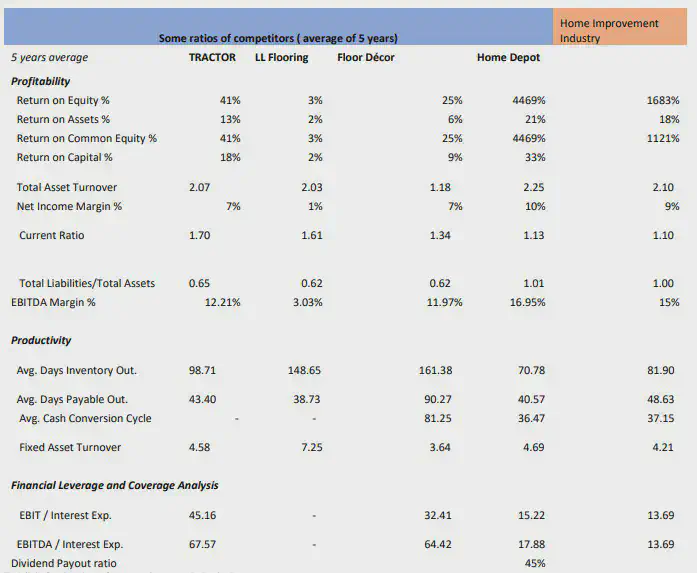 Some ratios of competitors ( average of 5 years) Home Improvement Industry
5 years average TRACTOR LL Flooring Floor Décor Home Depot
Profitability
Return on Equity % 41% 3% 25% 4469% 1683%
Return on Assets % 13% 2% 6% 21% 18%
Return on Common Equity % 41% 3% 25% 4469% 1121%
Return on Capital % 18% 2% 9% 33%
Total Asset Turnover 2.07 2.03 1.18 2.25 2.10
Net Income Margin % 7% 1% 7% 10% 9%
Current Ratio 1.70 1.61 1.34 1.13 1.10
Total Liabilities/Total Assets 0.65 0.62 0.62 1.01 1.00
EBITDA Margin % 12.21% 3.03% 11.97% 16.95% 15%
Productivity
Avg. Days Inventory Out. 98.71 148.65 161.38 70.78 81.90
Avg. Days Payable Out. 43.40 38.73 90.27 40.57 48.63
Avg. Cash Conversion Cycle - - 81.25 36.47 37.15
Fixed Asset Turnover 4.58 7.25 3.64 4.69 4.21
Financial Leverage and Coverage Analysis
EBIT / Interest Exp. 45.16 - 32.41 15.22 13.69
EBITDA / Interest Exp. 67.57 - 64.42 17.88 13.69
Dividend Payout ratio 45%